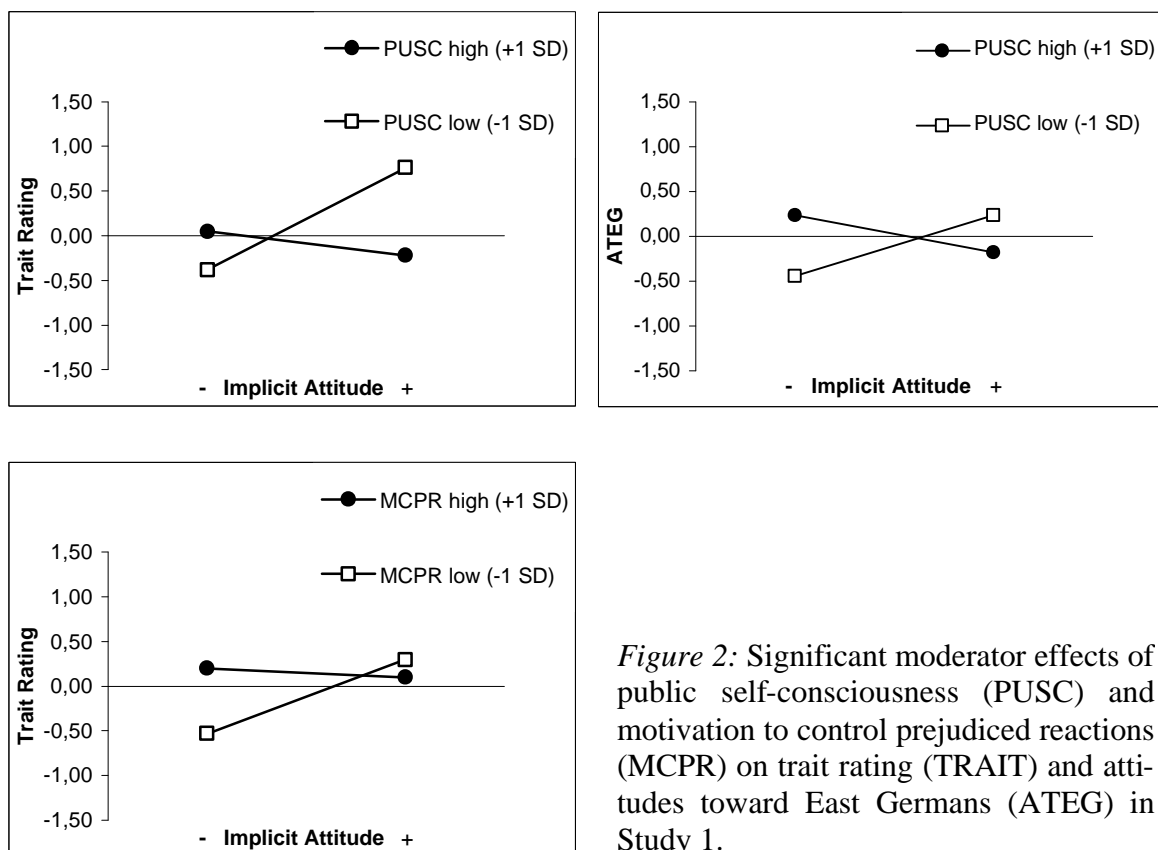 PUSC high (+1 SD)
PUSC low (-1 SD)
1,50
1,00
0,50
0,00
-0,50
-1,00
-1,50
Trait Rating
- Implicit Attitude +
PUSC high (+1 SD)
PUSC low (-1 SD)
1,50
1,00
0,50
0,00
-0,50
-1,00
-1,50
ATEG
- Implicit Attitude +
MCPR high (+1 SD)
MCPR low (-1 SD)
1,50
1,00
0,50
0,00
-0,50
-1,00
-1,50
Trait Rating
- Implicit Attitude +
Figure 2: Significant moderator effects of
public self-consciousness (PUSC) and
motivation to control prejudiced reactions
(MCPR) on trait rating (TRAIT) and atti-
tudes toward East Germans (ATEG) in
Study 1.